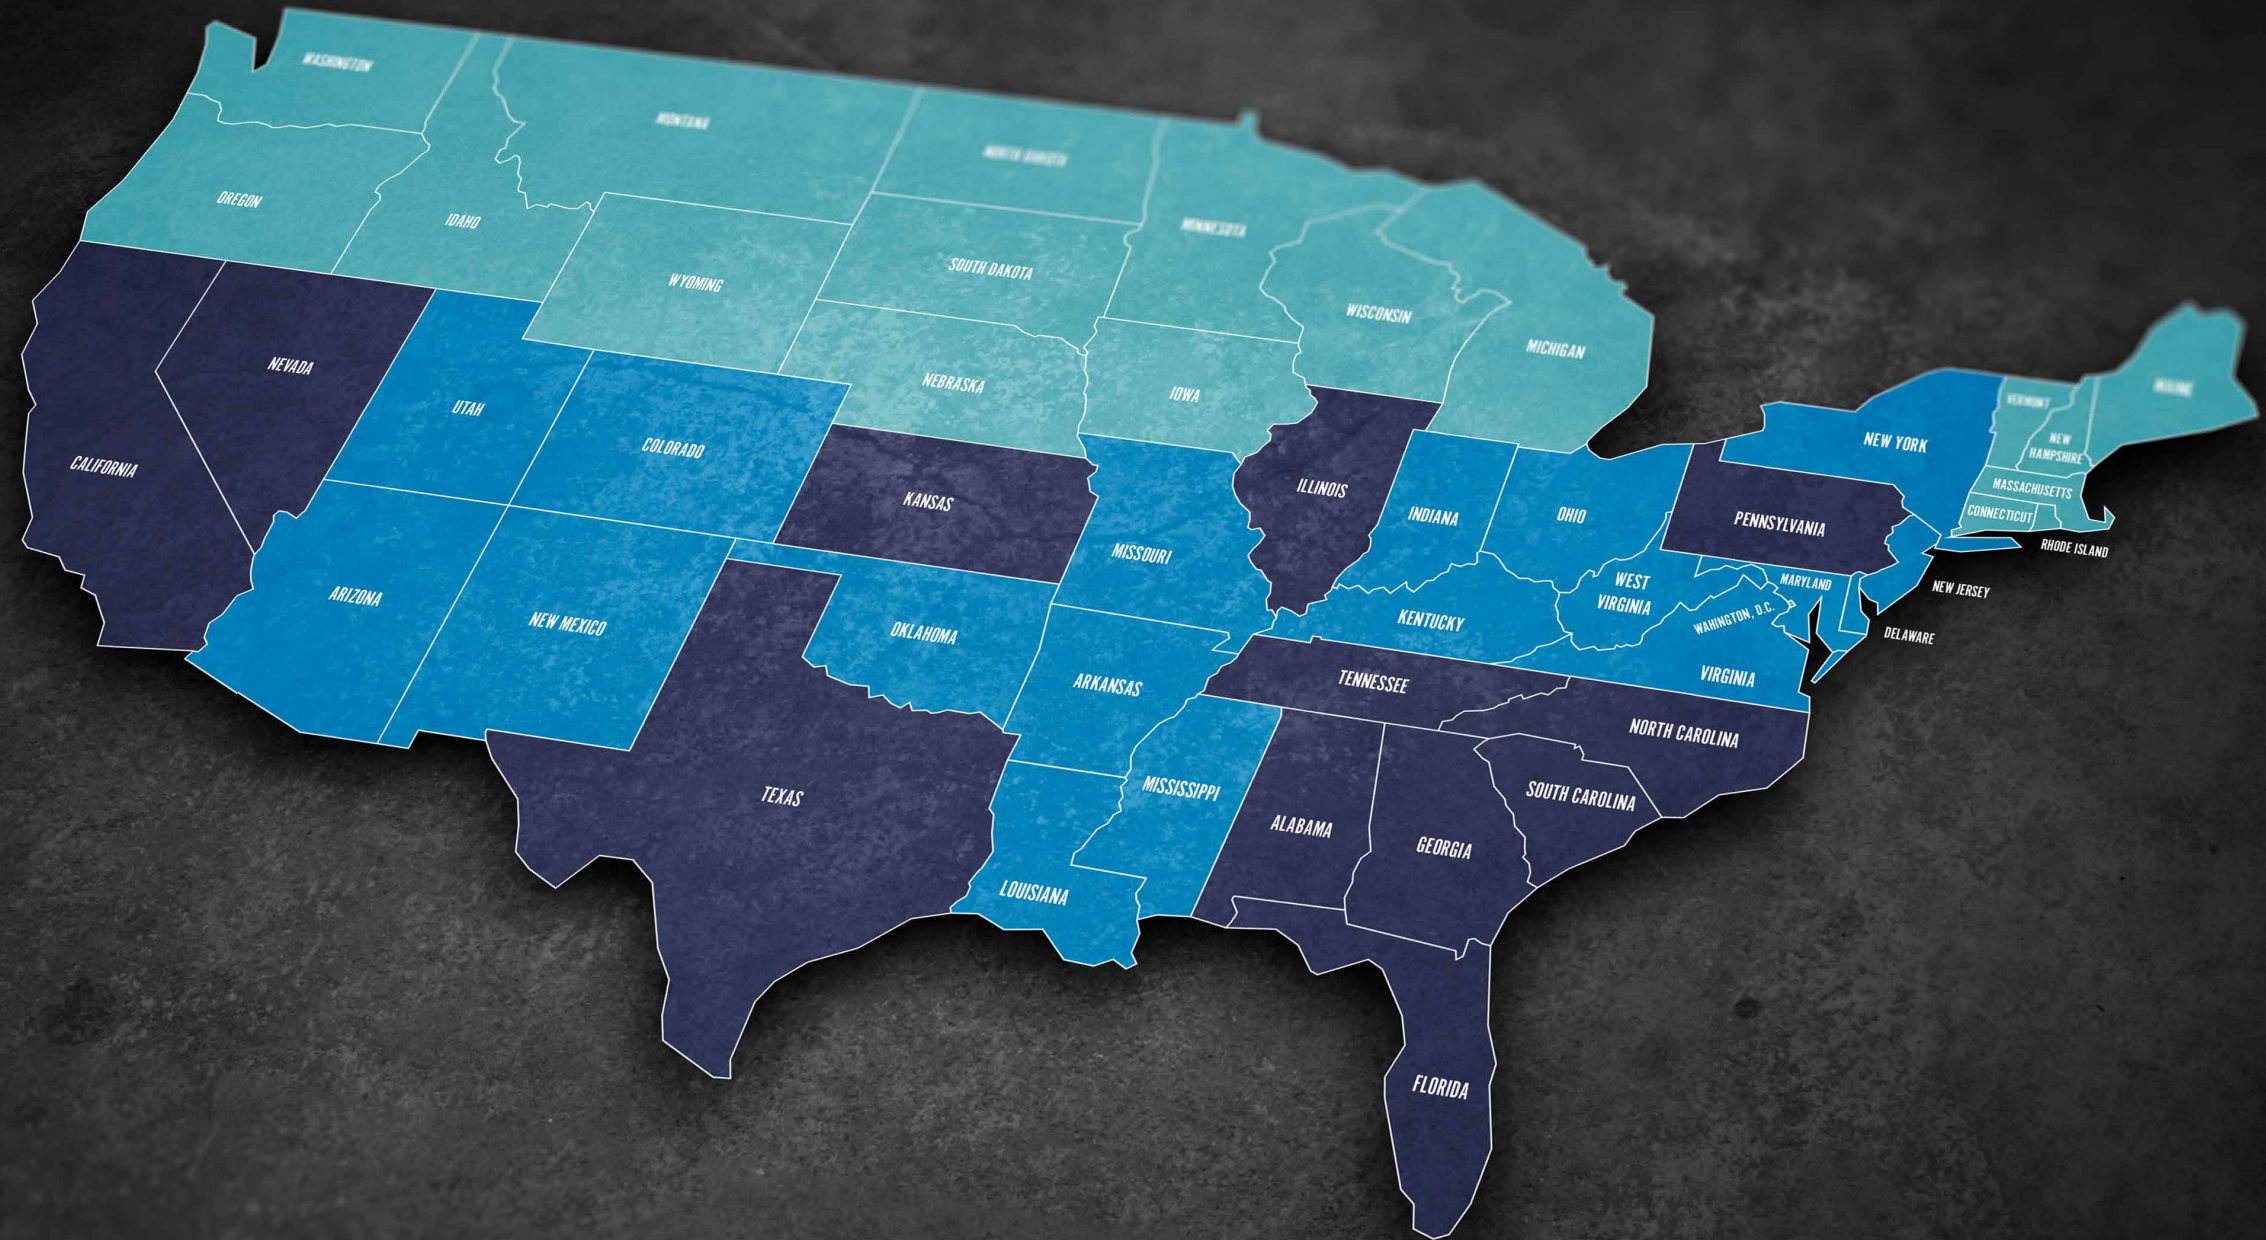 WASHINGTON
MONTANA
NORTH DAKOTA
MINNESOTA
OREGON
IDAHO
WYOMING
SOUTH DAKOTA
WISCONSIN
MICHIGAN
NEVADA
UTAH
NEBRASKA
IOWA
MAINE
VERMONT
NEW
HAMPSHIRE
NEW YORK
MASSACHUSETTS
CONNECTICUT
RHODE ISLAND
CALIFORNIA
COLORADO
KANSAS
ILLINOIS
INDIANA
OHIO
PENNSYLVANIA
MISSOURI
WEST
VIRGINIA
MARYLAND
NEW JERSEY
WAHINGTON, D.C.
DELAWARE
ARIZONA
NEW MEXICO
OKLAHOMA
KENTUCKY
VIRGINIA
ARKANSAS
TENNESSEE
NORTH CAROLINA
TEXAS
MISSISSIPPI
SOUTH CAROLINA
ALABAMA
GEORGIA
LOUISIANA
FLORIDA